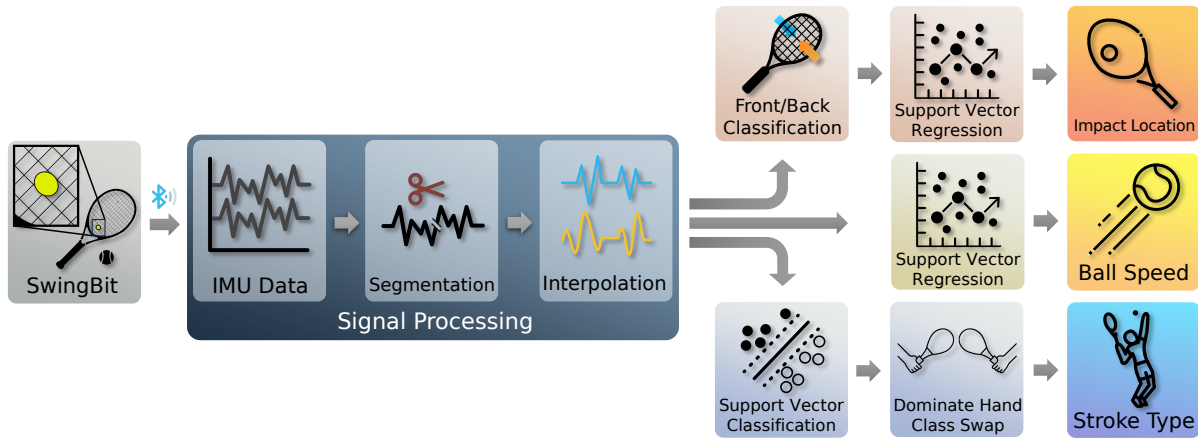 SwingBit
IMU Data
Segmentation
Interpolation
Signal Processing
Front/Back
Classification
Support Vector
Regression
Impact Location
Support Vector
Regression
Ball Speed
Support Vector
Classification
Dominate Hand
Class Swap
Stroke Type